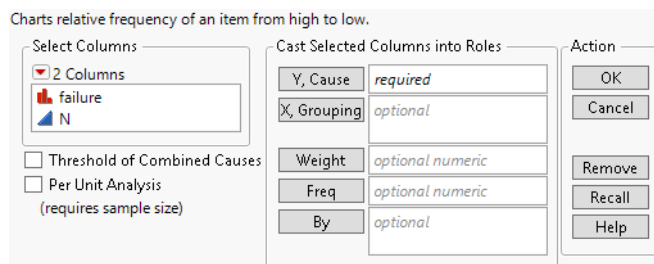 Charts relative frequency of an item from high to low.
Select Columns
2 Columns
failure
N
Threshold of Combined Causes
Per Unit Analysis
(requires sample size)
Cast Selected Columns into Roles
Y, Cause required
X, Grouping optional
Weight optional numeric
Freq optional numeric
By optional
Action
OK
Cancel
Remove
Recall
Help